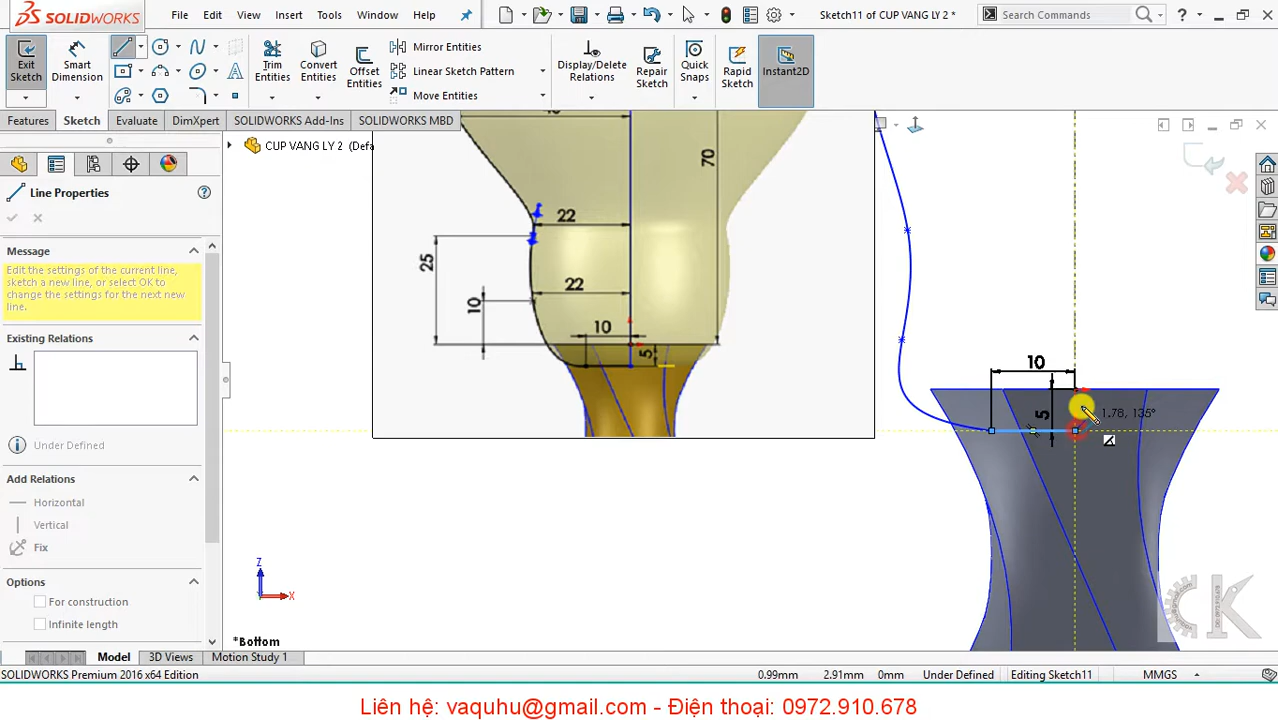 SOLIDWORKS
File
Edit
View
Insert
Tools
Window
Help
Sketch11 of CUP VANG LY 2 *
Search Commands
?
Exit Sketch
Smart Dimension
Trim Entities
Convert Entities
Offset Entities
Mirror Entities
Linear Sketch Pattern
Move Entities
Display/Delete Relations
Repair Sketch
Quick Snaps
Rapid Sketch
Instant2D
Features
Sketch
Evaluate
DimXpert
SOLIDWORKS Add-Ins
SOLIDWORKS MBD
CUP VANG LY 2 (Defa
Line Properties
?
Message
Edit the settings of the current line, sketch a new line, or select OK to change the settings for the next new line.
Existing Relations
Under Defined
Add Relations
Horizontal
Vertical
Fix
Options
For construction
Infinite length
70
22
25
22
10
10
5
10
5
1.78, 135°
Z
X
*Bottom
CK
Model
3D Views
Motion Study 1
SOLIDWORKS Premium 2016 x64 Edition
0.99mm
2.91mm
0mm
Under Defined
Editing Sketch11
MMGS
Liên hệ: vaquhu@gmail.com - Điện thoại: 0972.910.678